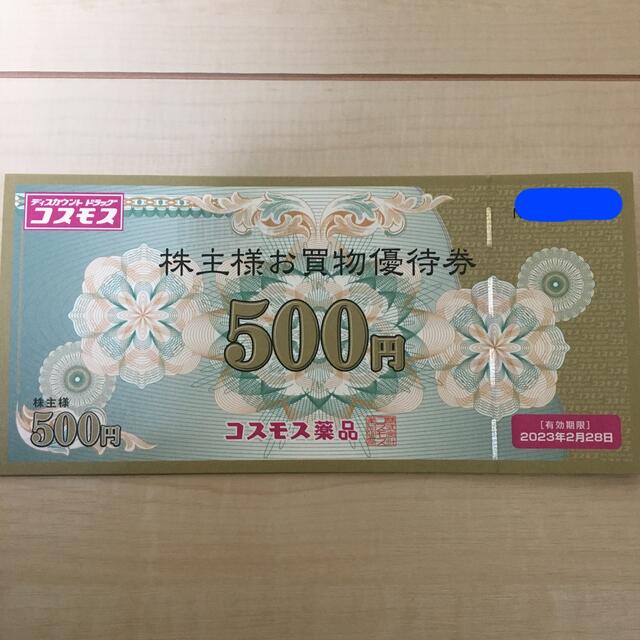 ディスカウント ドラッグ
コスモス
株主様お買物優待券
500円
株主様
500円
コスモス薬品
[有効期限]
2023年2月28日